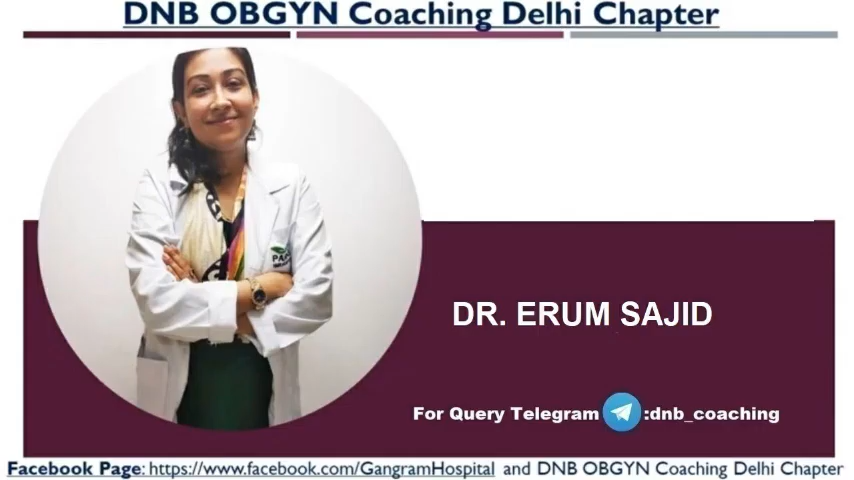 DNB OBGYN Coaching Delhi Chapter
DR. ERUM SAJID
For Query Telegram :dnb_coaching
Facebook Page: https://www.facebook.com/GangramHospital and DNB OBGYN Coaching Delhi Chapter